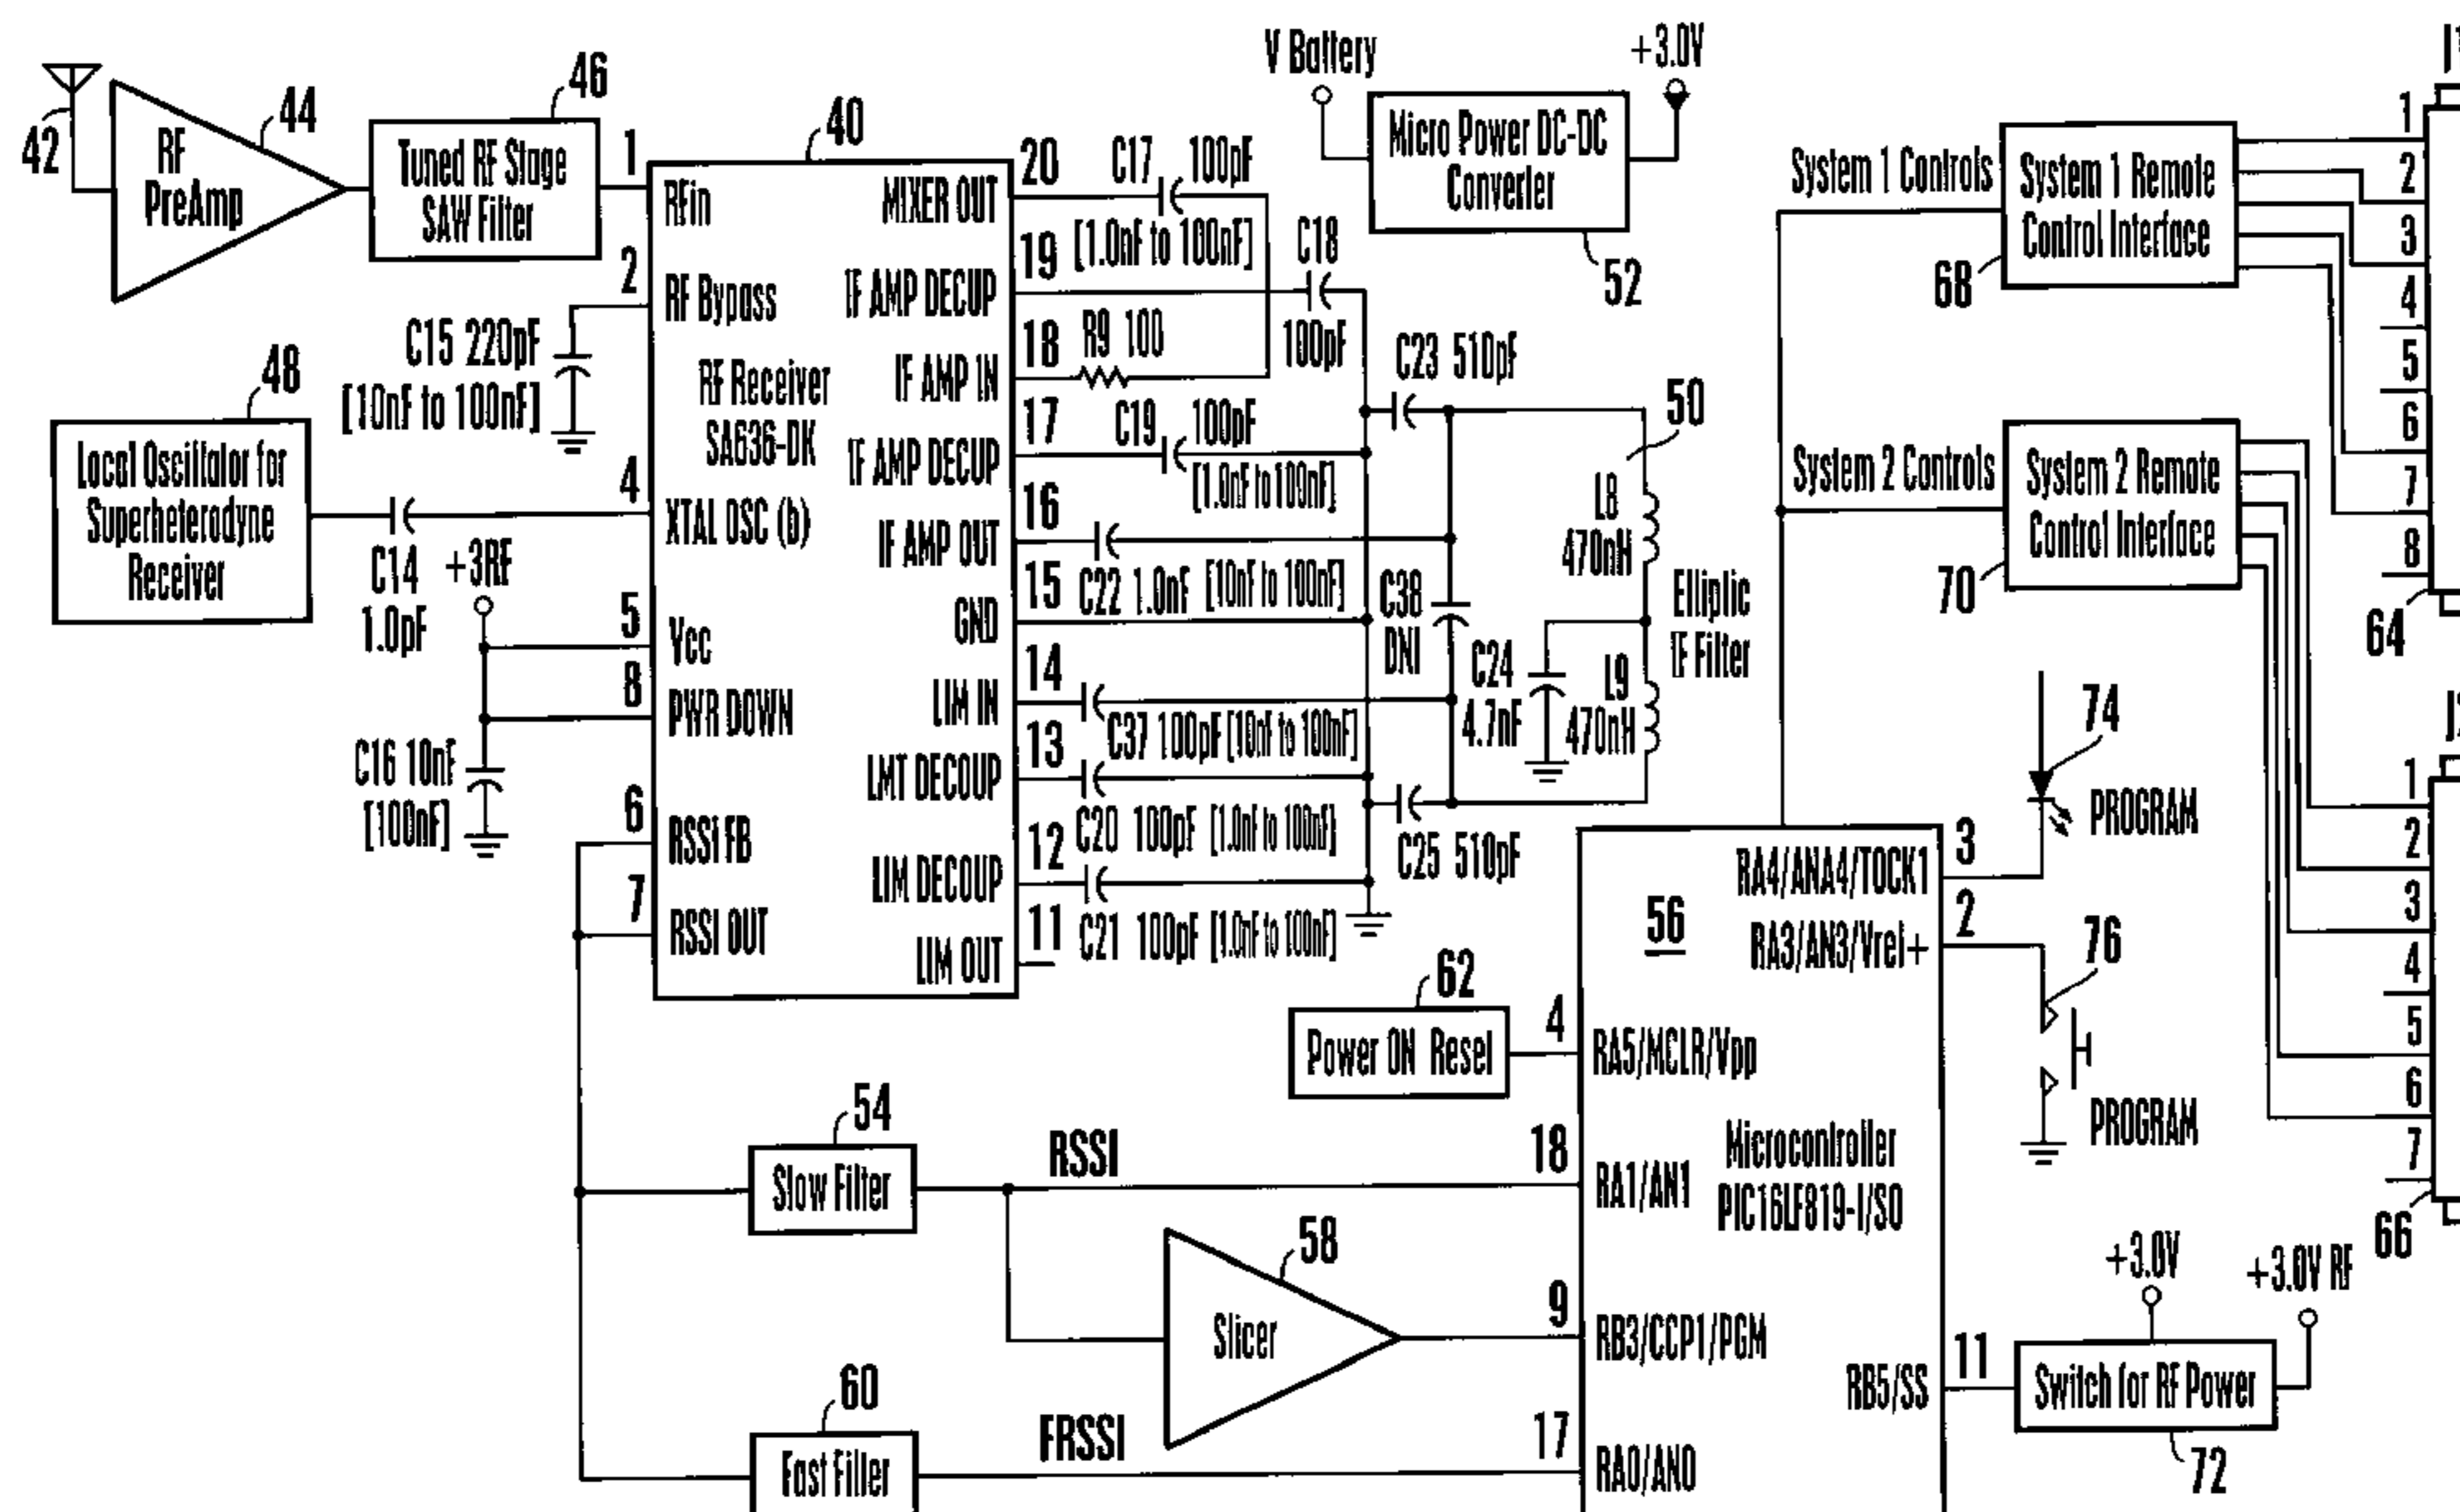 42
RF
PreAmp
44
Tuned RF Stage
SAW Filter
46
48
Local Oscillalor for
Superheterodyne
Receiver
C14
1.0pF
C15 220pF
[10nF to 100nF]
+3RF
C16 10nF
[100nF]
40
1
RFin
2
RF Bypass
RF Receiver
SA636-DK
4
XTAL OSC (b)
5
Vcc
8
PWR DOWN
6
RSSI FB
7
RSSI OUT
20
MIXER OUT
19
IF AMP DECUP
18
IF AMP IN
17
IF AMP DECUP
16
IF AMP OUT
15
GND
14
LIM IN
13
LMT DECOUP
12
LIM DECOUP
11
LIM OUT
C17 100pF
[1.0nF to 100nF]
C18
100pF
R9 100
C19 100pF
[1.0nF to 100nF]
C22 1.0nF [10nF to 100nF]
C37 100pF [10nF to 100nF]
C20 100pF [1.0nF to 100nF]
C21 100pF [1.0nF to 100nF]
C23 510pF
C38
DNI
C24
4.7nF
C25 510pF
50
L8
470nH
L9
470nH
Elliptic
IF Filter
V Battery
+3.0V
Micro Power DC-DC
Converter
52
System 1 Controls
System 1 Remote
Control Interface
68
System 2 Controls
System 2 Remote
Control Interface
70
1
2
3
4
5
6
7
8
64
1
2
3
4
5
6
7
66
74
PROGRAM
76
PROGRAM
56
3
RA4/ANA4/TOCK1
2
RA3/AN3/Vrel+
62
Power ON Resel
4
RA5/MCLR/Vpp
Microcontroller
PIC16LF819-I/SO
54
Slow Filter
RSSI
18
RA1/AN1
58
Slicer
9
RB3/CCP1/PGM
60
Fast Filler
FRSSI
17
RA0/AN0
RB5/SS
11
Switch for RF Power
72
+3.0V
+3.0V RF